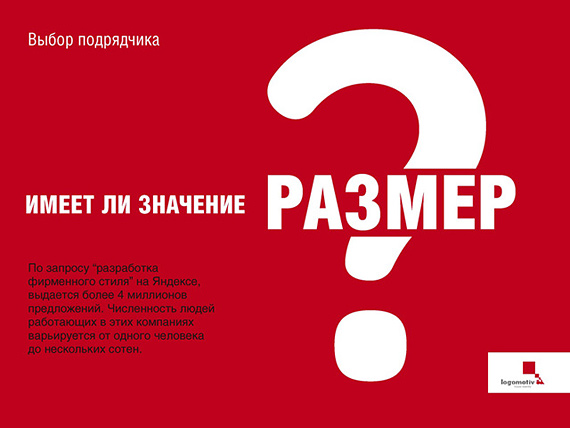 Выбор подрядчика
ИМЕЕТ ЛИ ЗНАЧЕНИЕ РАЗМЕР ?
По запросу "разработка
фирменного стиля" на Яндексе,
выдается более 4 миллионов
предложений. Численность людей
работающих в этих компаниях
варьируется от одного человека
до нескольких сотен.
logomotiv